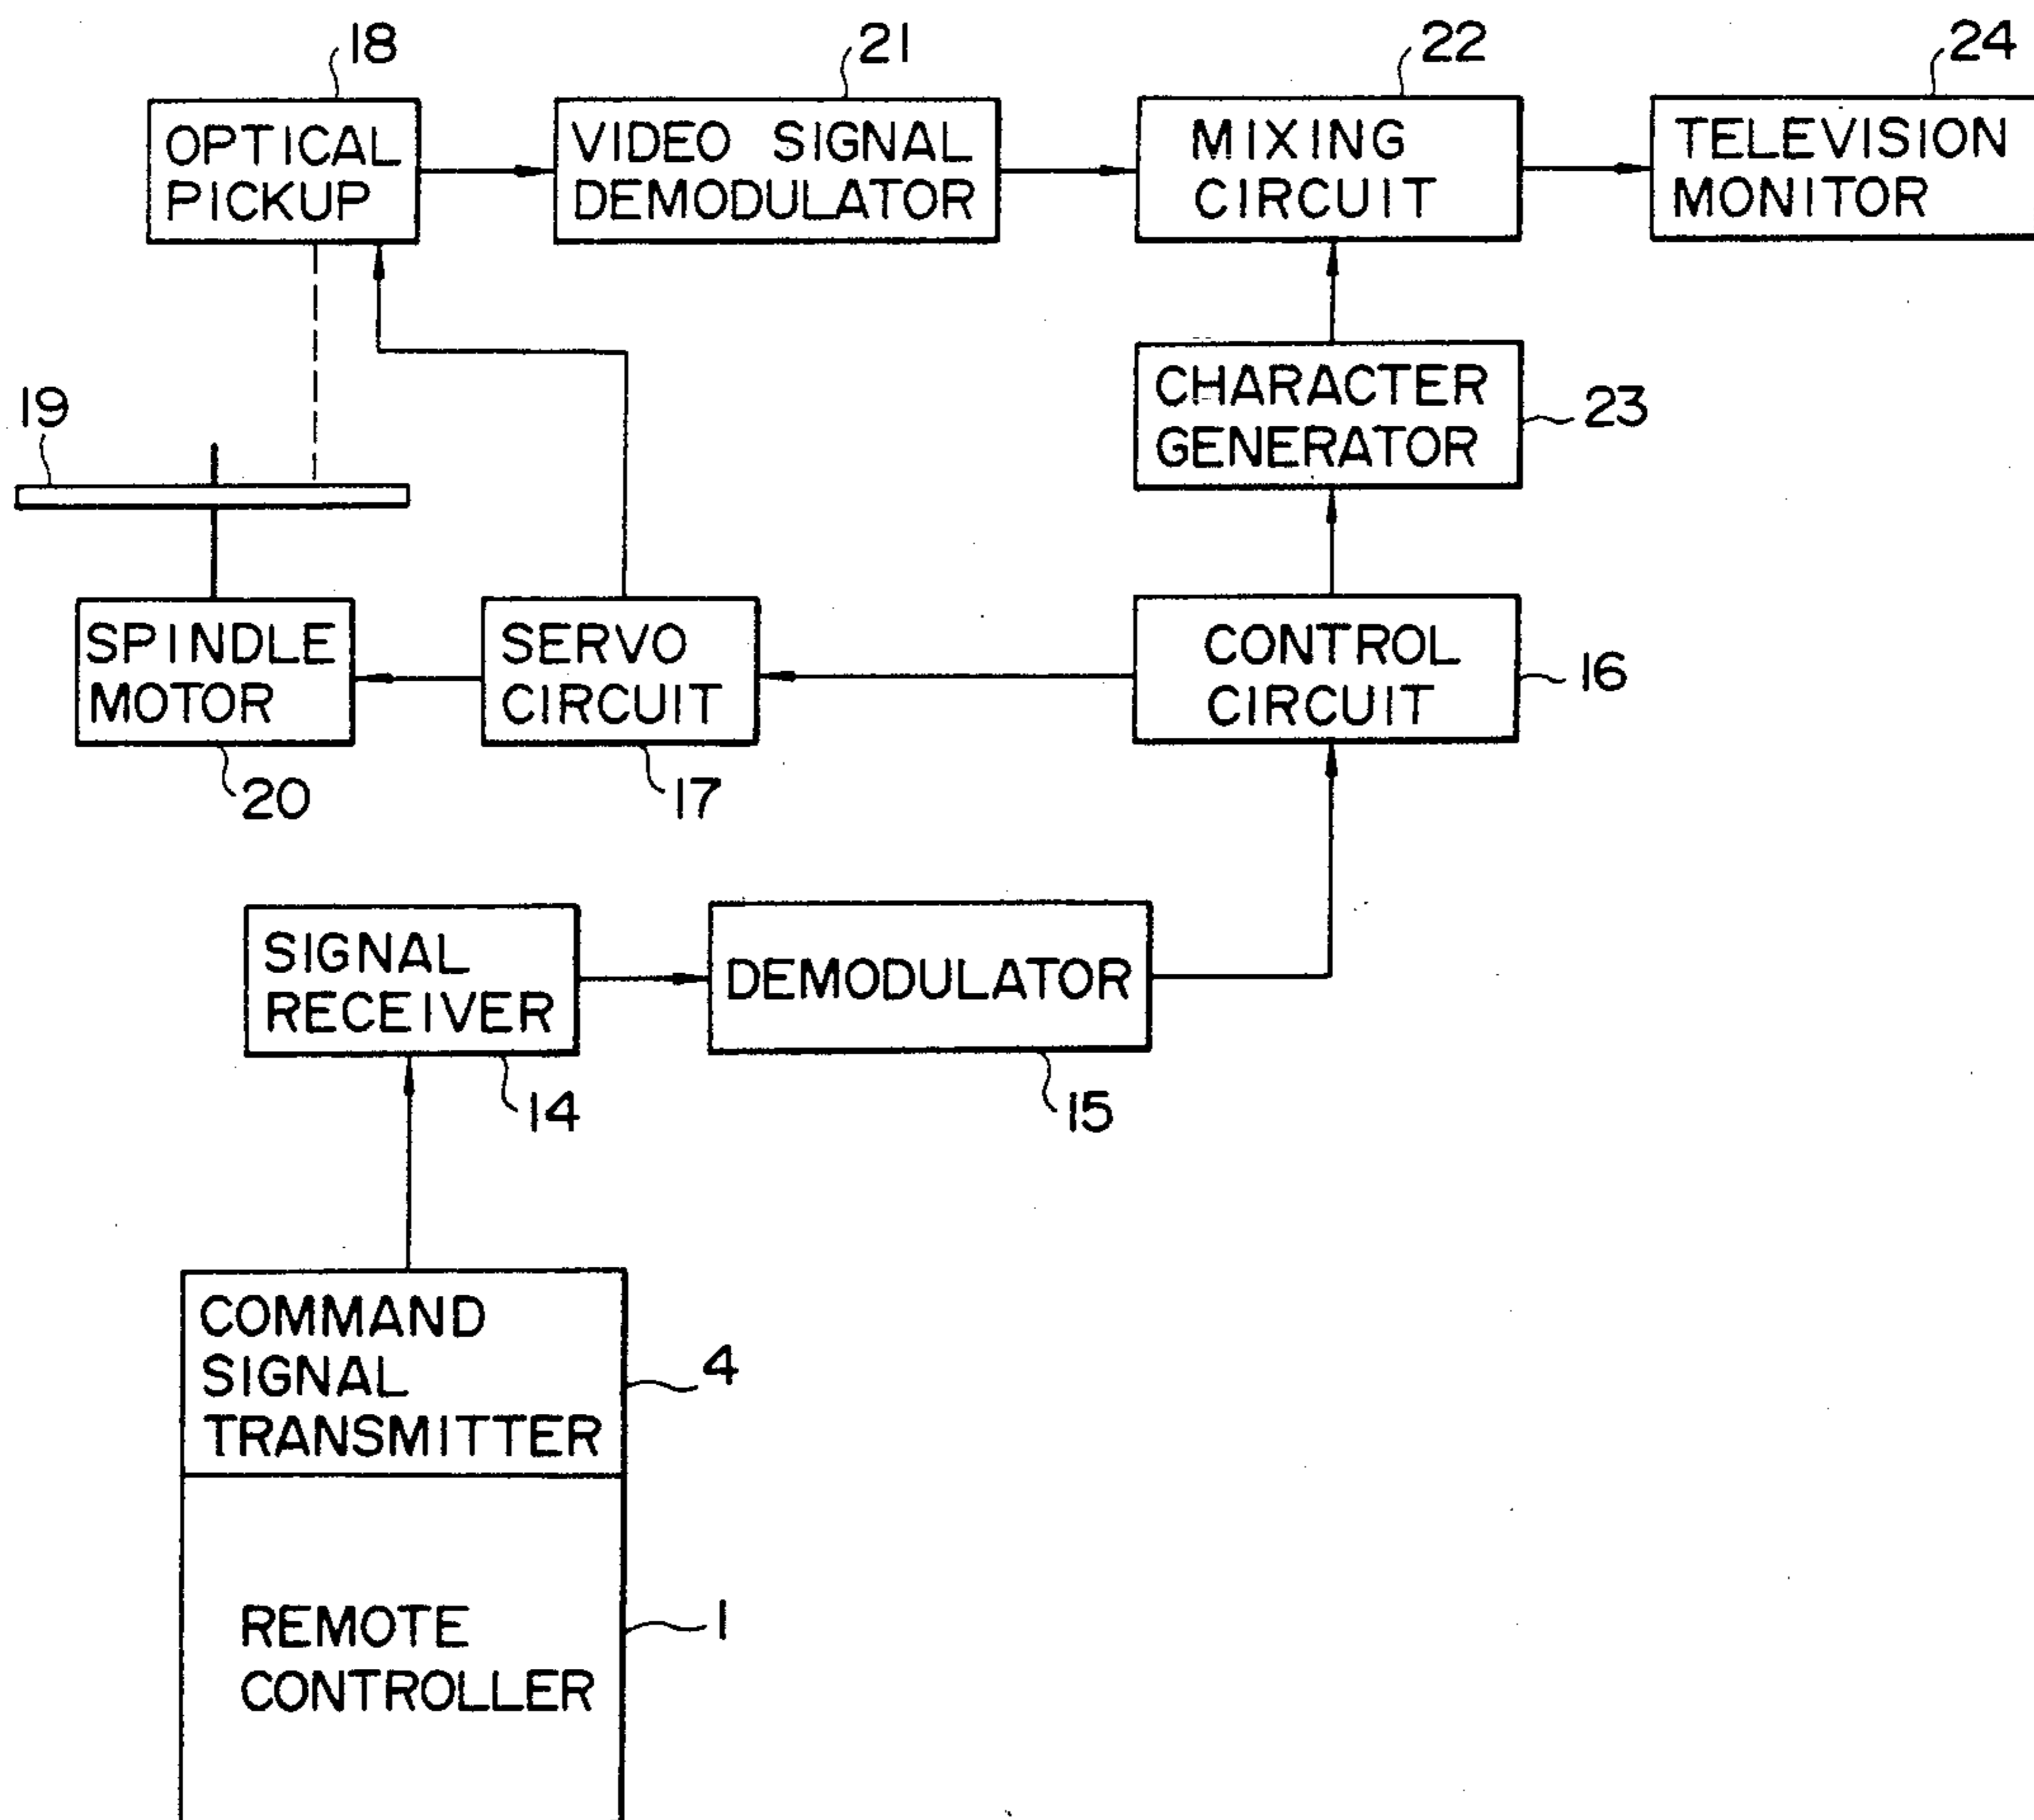 18
21
22
24
OPTICAL
PICKUP
VIDEO SIGNAL
DEMODULATOR
MIXING
CIRCUIT
TELEVISION
MONITOR
19
CHARACTER
GENERATOR
23
SPINDLE
MOTOR
SERVO
CIRCUIT
CONTROL
CIRCUIT
16
20
17
SIGNAL
RECEIVER
DEMODULATOR
14
15
COMMAND
SIGNAL
TRANSMITTER
4
REMOTE
CONTROLLER
1